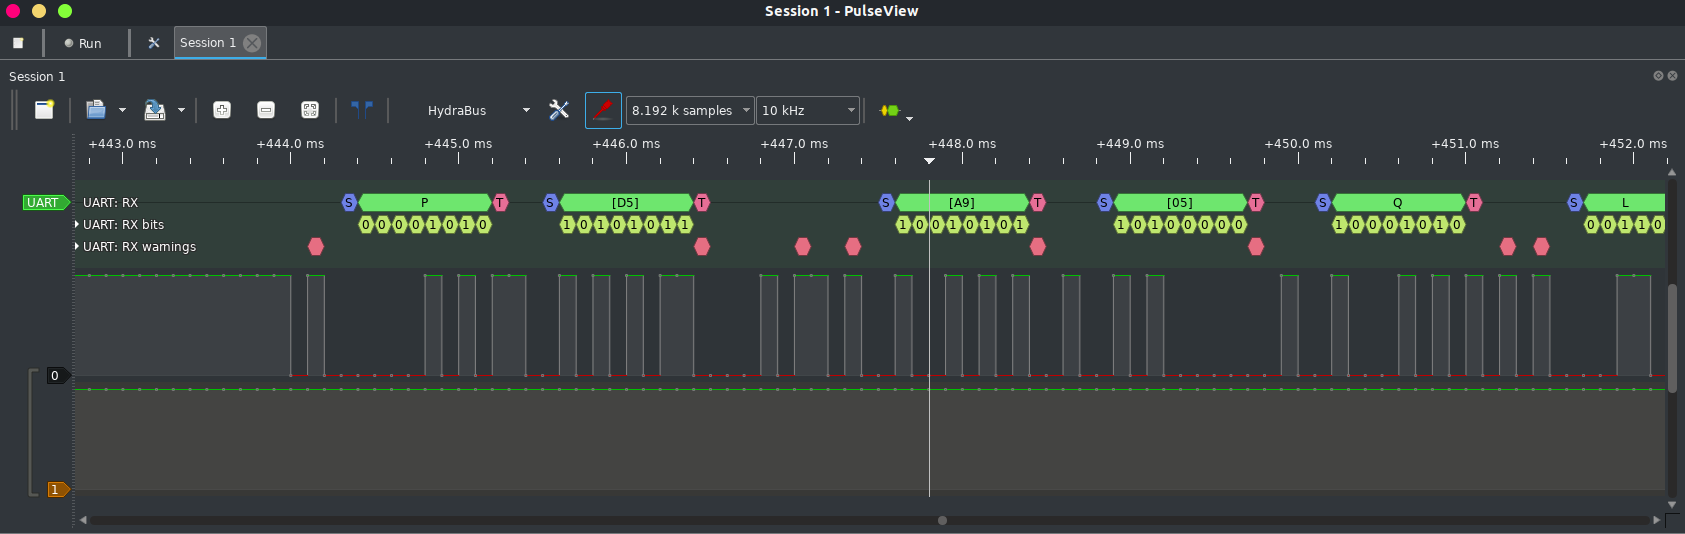 Session 1 - PulseView
Run Session 1
Session 1
HydraBus 8.192 k samples 10 kHz
+443.0 ms +444.0 ms +445.0 ms +446.0 ms +447.0 ms +448.0 ms +449.0 ms +450.0 ms +451.0 ms +452.0 ms
UART UART: RX S P T S [D5] T S [A9] T S [05] T S Q T S L
UART: RX bits 0 0 0 0 1 0 1 0 1 0 1 0 1 0 1 1 1 0 0 1 0 1 0 1 1 0 1 0 0 0 0 0 1 0 0 0 1 0 1 0 0 0 1 1 0
UART: RX warnings
0
1